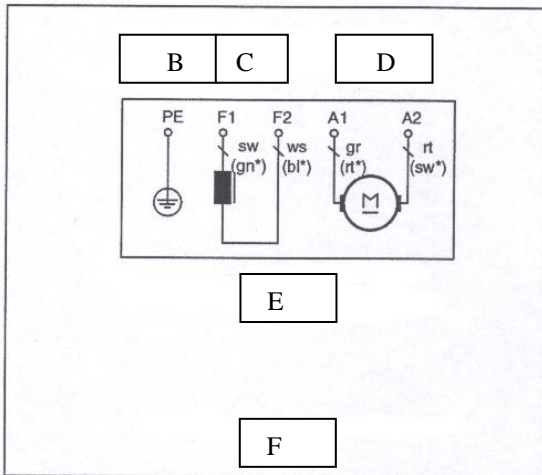 B C D
PE F1 F2 A1 A2
sw ws gr rt
(gn*) (bl*) (rt*) (sw*)
M
E
F